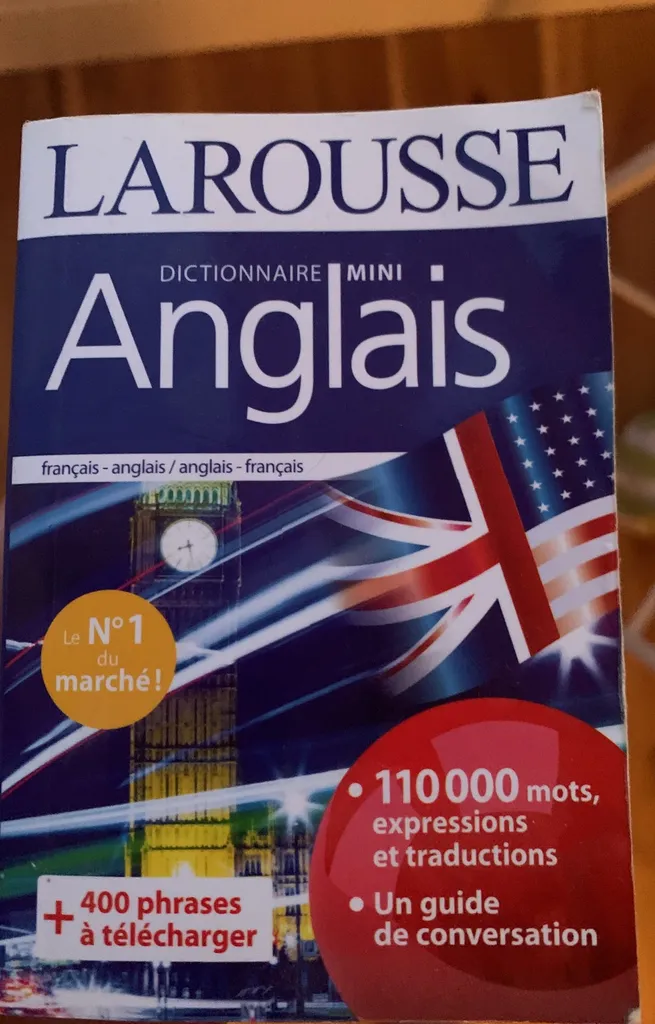 LAROUSSE
DICTIONNAIRE MINI
Anglais
français - anglais / anglais - français
Le N° 1
du
marché !
• 110 000 mots,
expressions
et traductions
• Un guide
de conversation
+ 400 phrases
à télécharger